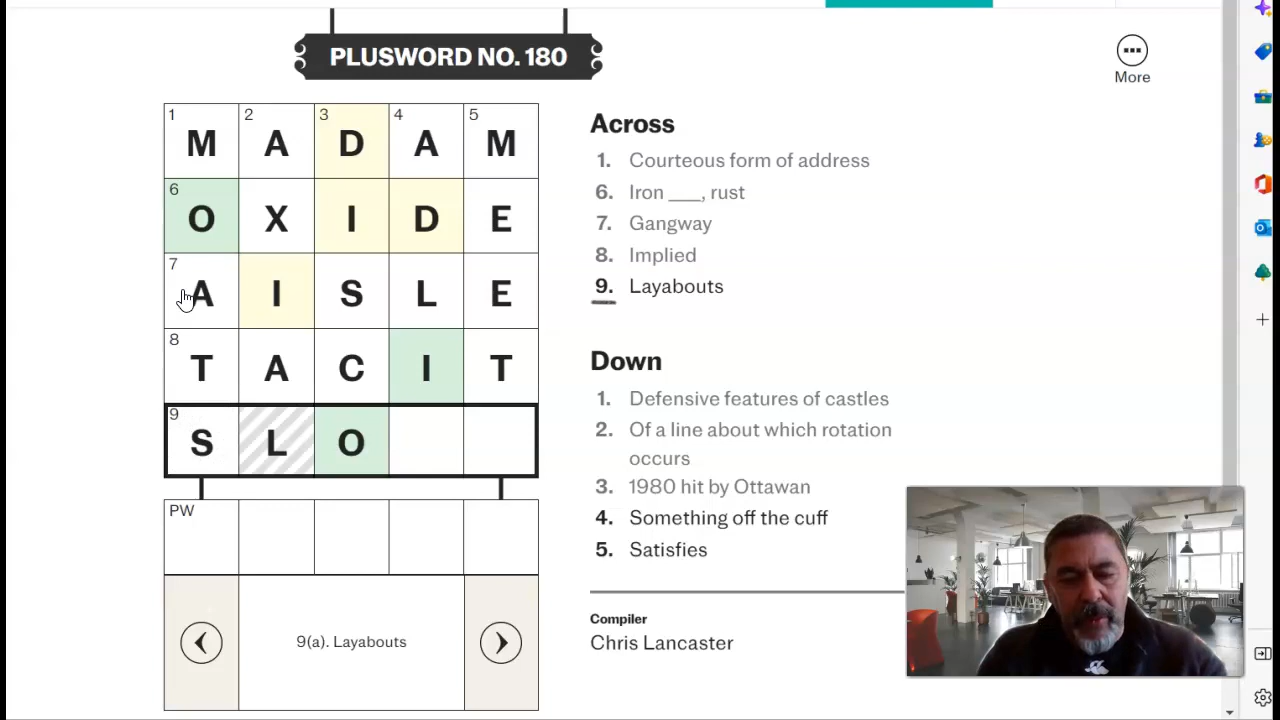 PLUSWORD NO. 180
More
1 M 2 A 3 D 4 A 5 M
6 O X I D E
7 A I S L E
8 T A C I T
9 S L O
PW
9(a). Layabouts
Across
1. Courteous form of address
6. Iron ___, rust
7. Gangway
8. Implied
9. Layabouts
Down
1. Defensive features of castles
2. Of a line about which rotation
occurs
3. 1980 hit by Ottawan
4. Something off the cuff
5. Satisfies
Compiler
Chris Lancaster